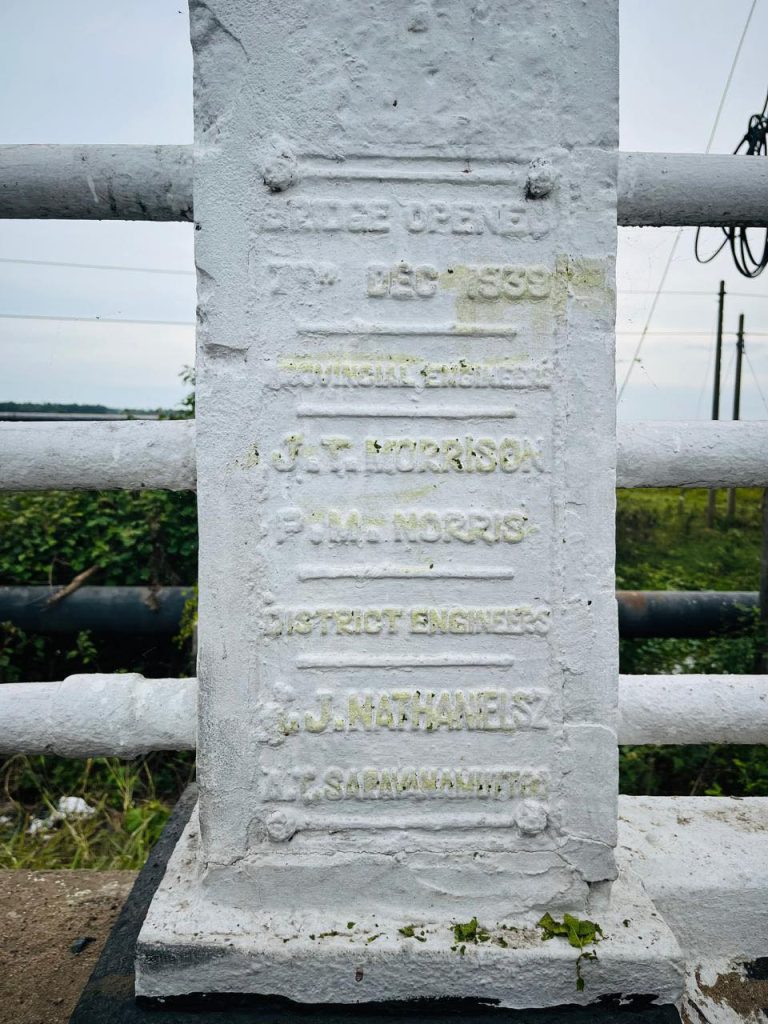 BRIDGE OPENED
7TH DEC 1939
PROVINCIAL ENGINEERS
J.T. MORRISON
P.M. NORRIS
DISTRICT ENGINEERS
J. NATHANIELSZ
T. SARAVANAMUTTU